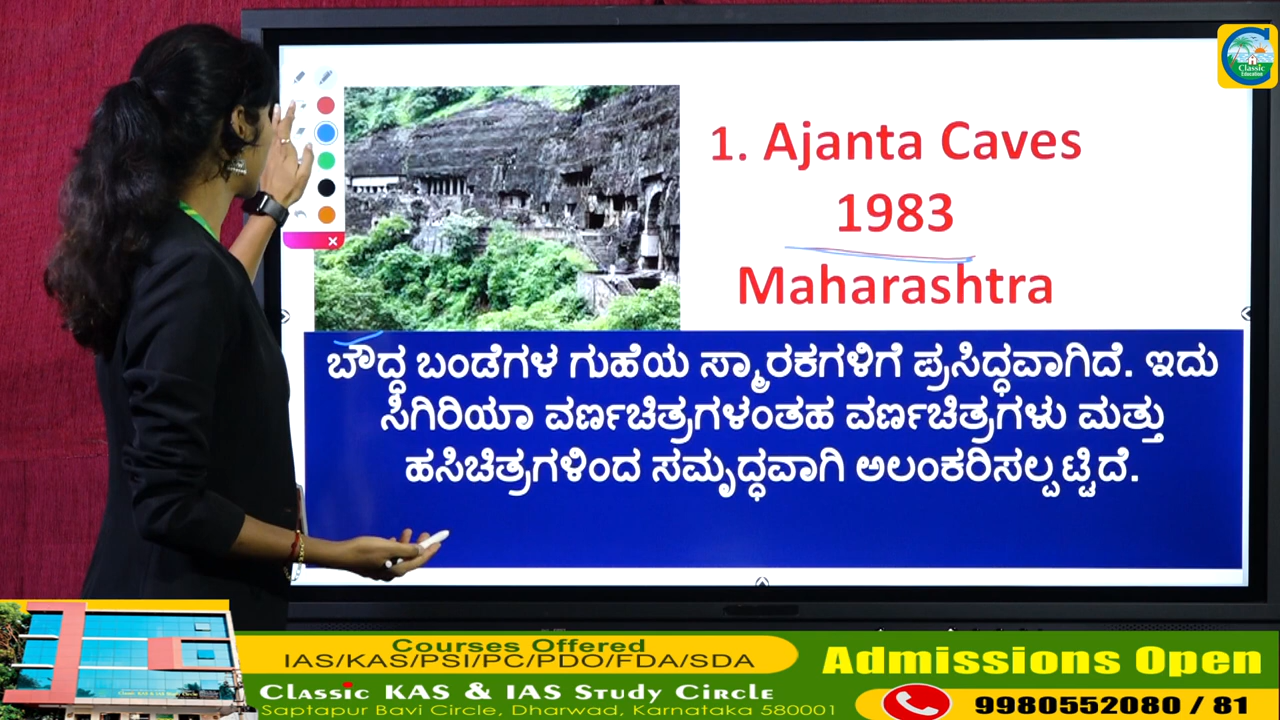 Classic
Education
1. Ajanta Caves
1983
Maharashtra
ಬೌದ್ಧ ಬಂಡೆಗಳ ಗುಹೆಯ ಸ್ಮಾರಕಗಳಿಗೆ ಪ್ರಸಿದ್ಧವಾಗಿದೆ. ಇದು
ಸಿಗಿರಿಯಾ ವರ್ಣಚಿತ್ರಗಳಂತಹ ವರ್ಣಚಿತ್ರಗಳು ಮತ್ತು
ಹಸಿಚಿತ್ರಗಳಿಂದ ಸಮೃದ್ಧವಾಗಿ ಅಲಂಕರಿಸಲ್ಪಟ್ಟಿದೆ.
Courses Offered
IAS/KAS/PSI/PC/PDO/FDA/SDA
Classic KAS & IAS Study Circle
Saptapur Bavi Circle, Dharwad, Karnataka 580001
Admissions Open
9980552080 / 81